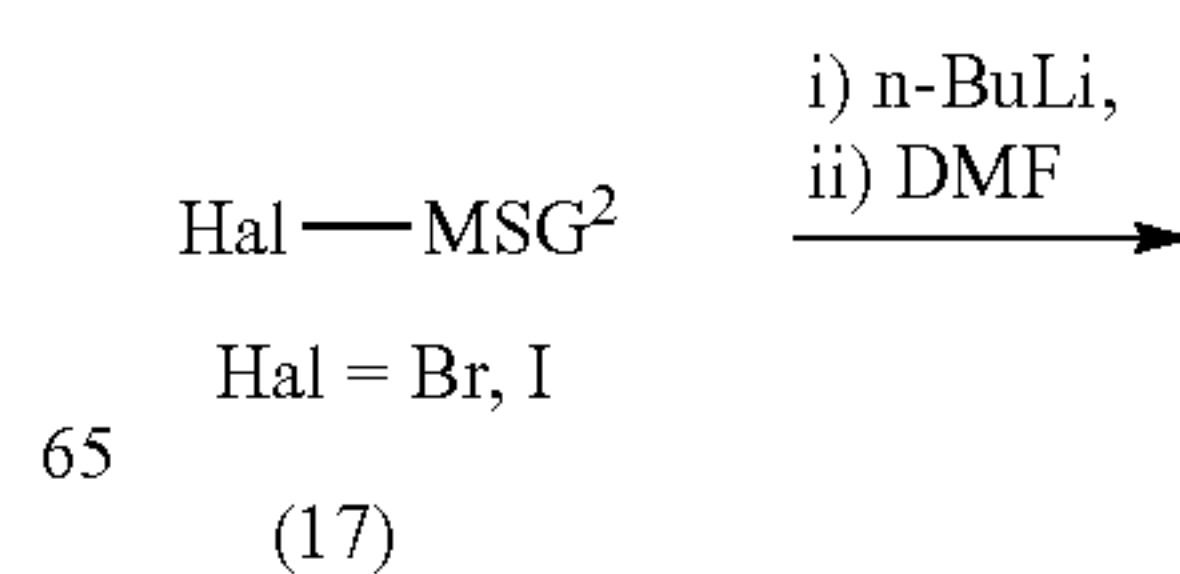 i) n-BuLi,
ii) DMF
Hal—MSG²
Hal = Br, I
65
(17)